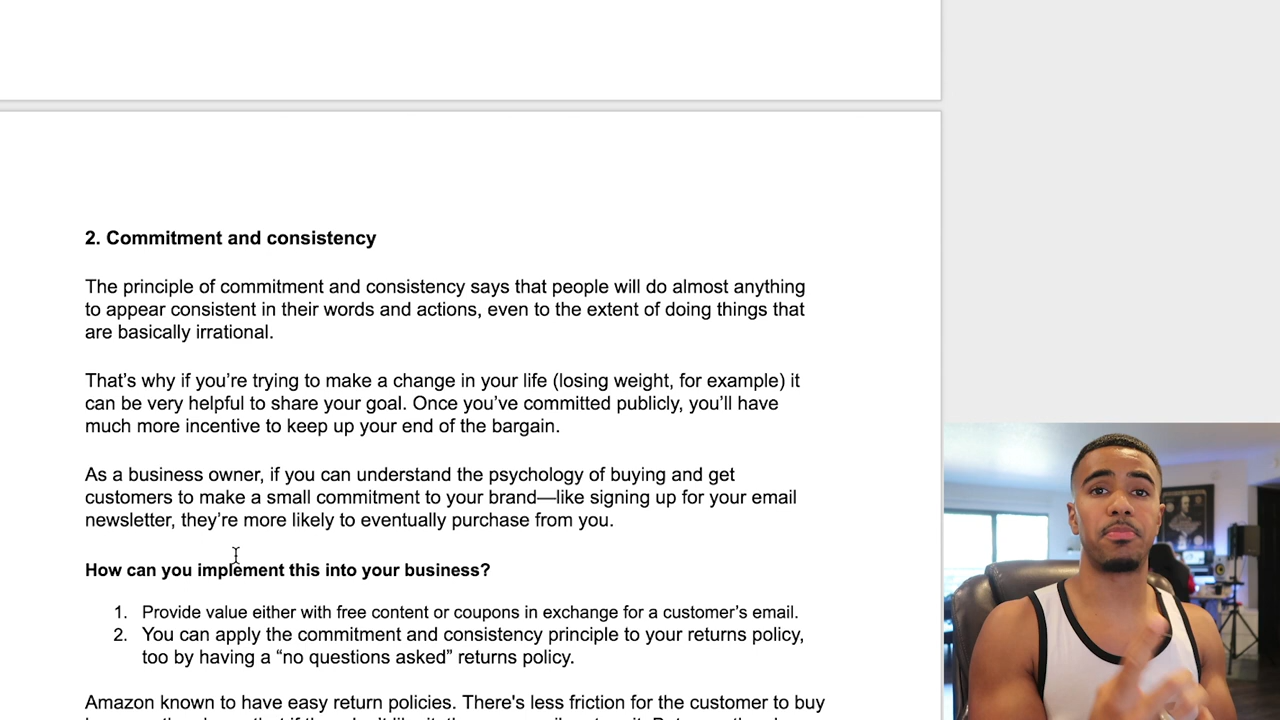 2. Commitment and consistency
The principle of commitment and consistency says that people will do almost anything
to appear consistent in their words and actions, even to the extent of doing things that
are basically irrational.
That's why if you're trying to make a change in your life (losing weight, for example) it
can be very helpful to share your goal. Once you've committed publicly, you'll have
much more incentive to keep up your end of the bargain.
As a business owner, if you can understand the psychology of buying and get
customers to make a small commitment to your brand—like signing up for your email
newsletter, they're more likely to eventually purchase from you.
How can you implement this into your business?
1. Provide value either with free content or coupons in exchange for a customer's email.
2. You can apply the commitment and consistency principle to your returns policy,
too by having a “no questions asked” returns policy.
Amazon known to have easy return policies. There's less friction for the customer to buy